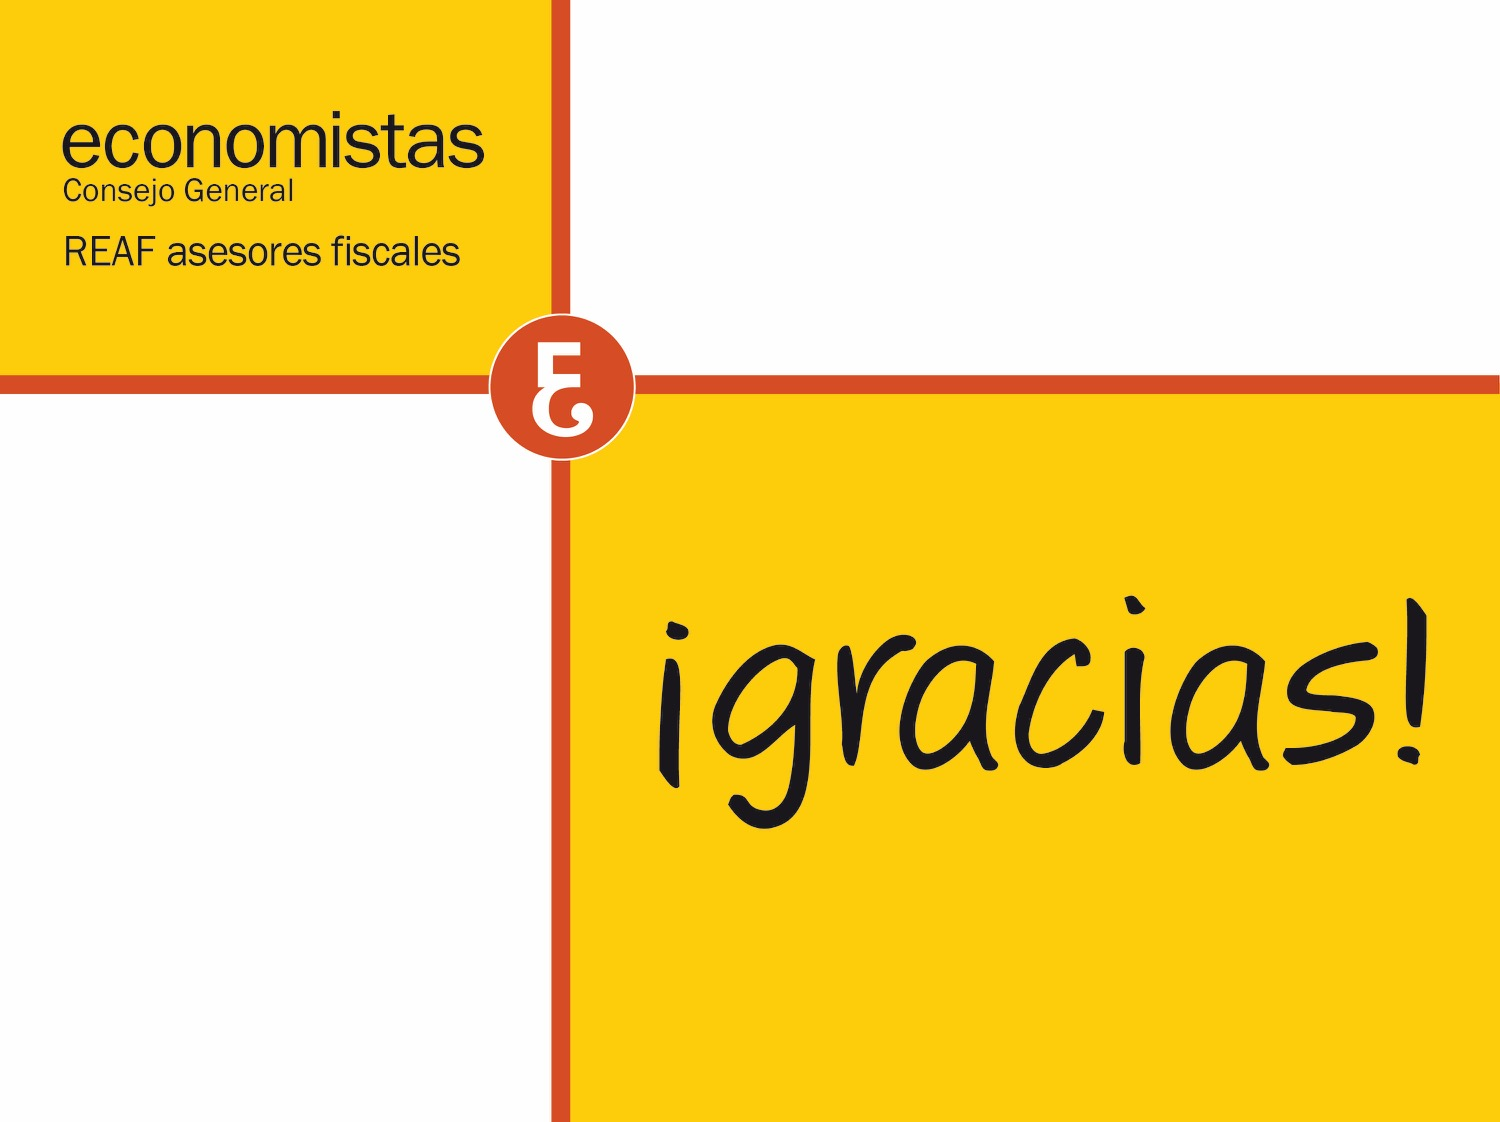 economistas
Consejo General
REAF asesores fiscales
¡gracias!